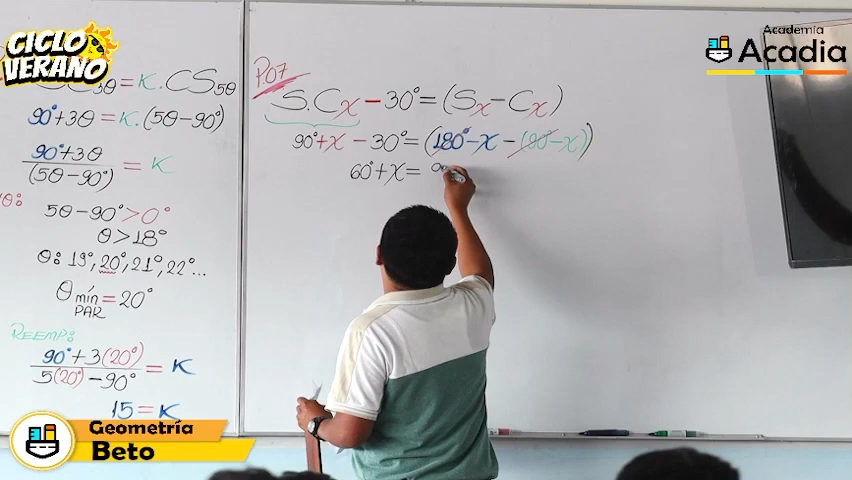 CICLO
VERANO
Academia
Acadia
= K . CS5θ
90°+3θ = K . (5θ-90°)
90°+3θ
(5θ-90°)
= K
5θ-90° > 0°
θ > 18°
θ: 19°, 20°, 21°, 22°...
θ mín PAR = 20°
REEMP:
90°+3(20°)
5(20°)-90°
= K
15 = K
P07
S.Cx - 30° = (Sx - Cx)
90°+x - 30° = (180°-x - (90-x))
60°+x =
Geometría
Beto